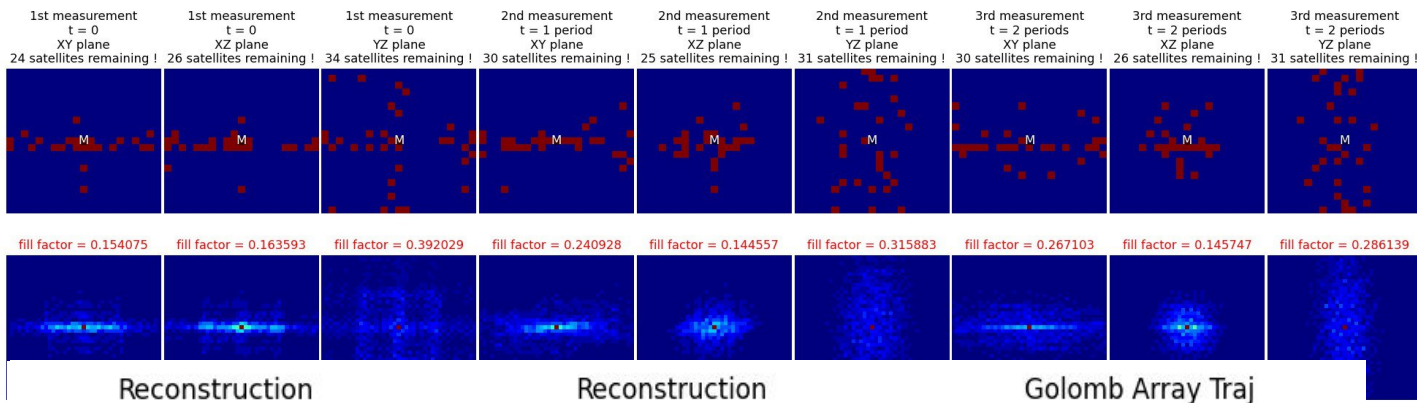 1st measurement
t = 0
XY plane
24 satellites remaining !
1st measurement
t = 0
XZ plane
26 satellites remaining !
1st measurement
t = 0
YZ plane
34 satellites remaining !
2nd measurement
t = 1 period
XY plane
30 satellites remaining !
2nd measurement
t = 1 period
XZ plane
25 satellites remaining !
2nd measurement
t = 1 period
YZ plane
31 satellites remaining !
3rd measurement
t = 2 periods
XY plane
30 satellites remaining !
3rd measurement
t = 2 periods
XZ plane
26 satellites remaining !
3rd measurement
t = 2 periods
YZ plane
31 satellites remaining !
M
M
M
M
M
M
M
M
M
fill factor = 0.154075
fill factor = 0.163593
fill factor = 0.392029
fill factor = 0.240928
fill factor = 0.144557
fill factor = 0.315883
fill factor = 0.267103
fill factor = 0.145747
fill factor = 0.286139
Reconstruction
Reconstruction
Golomb Array Traj